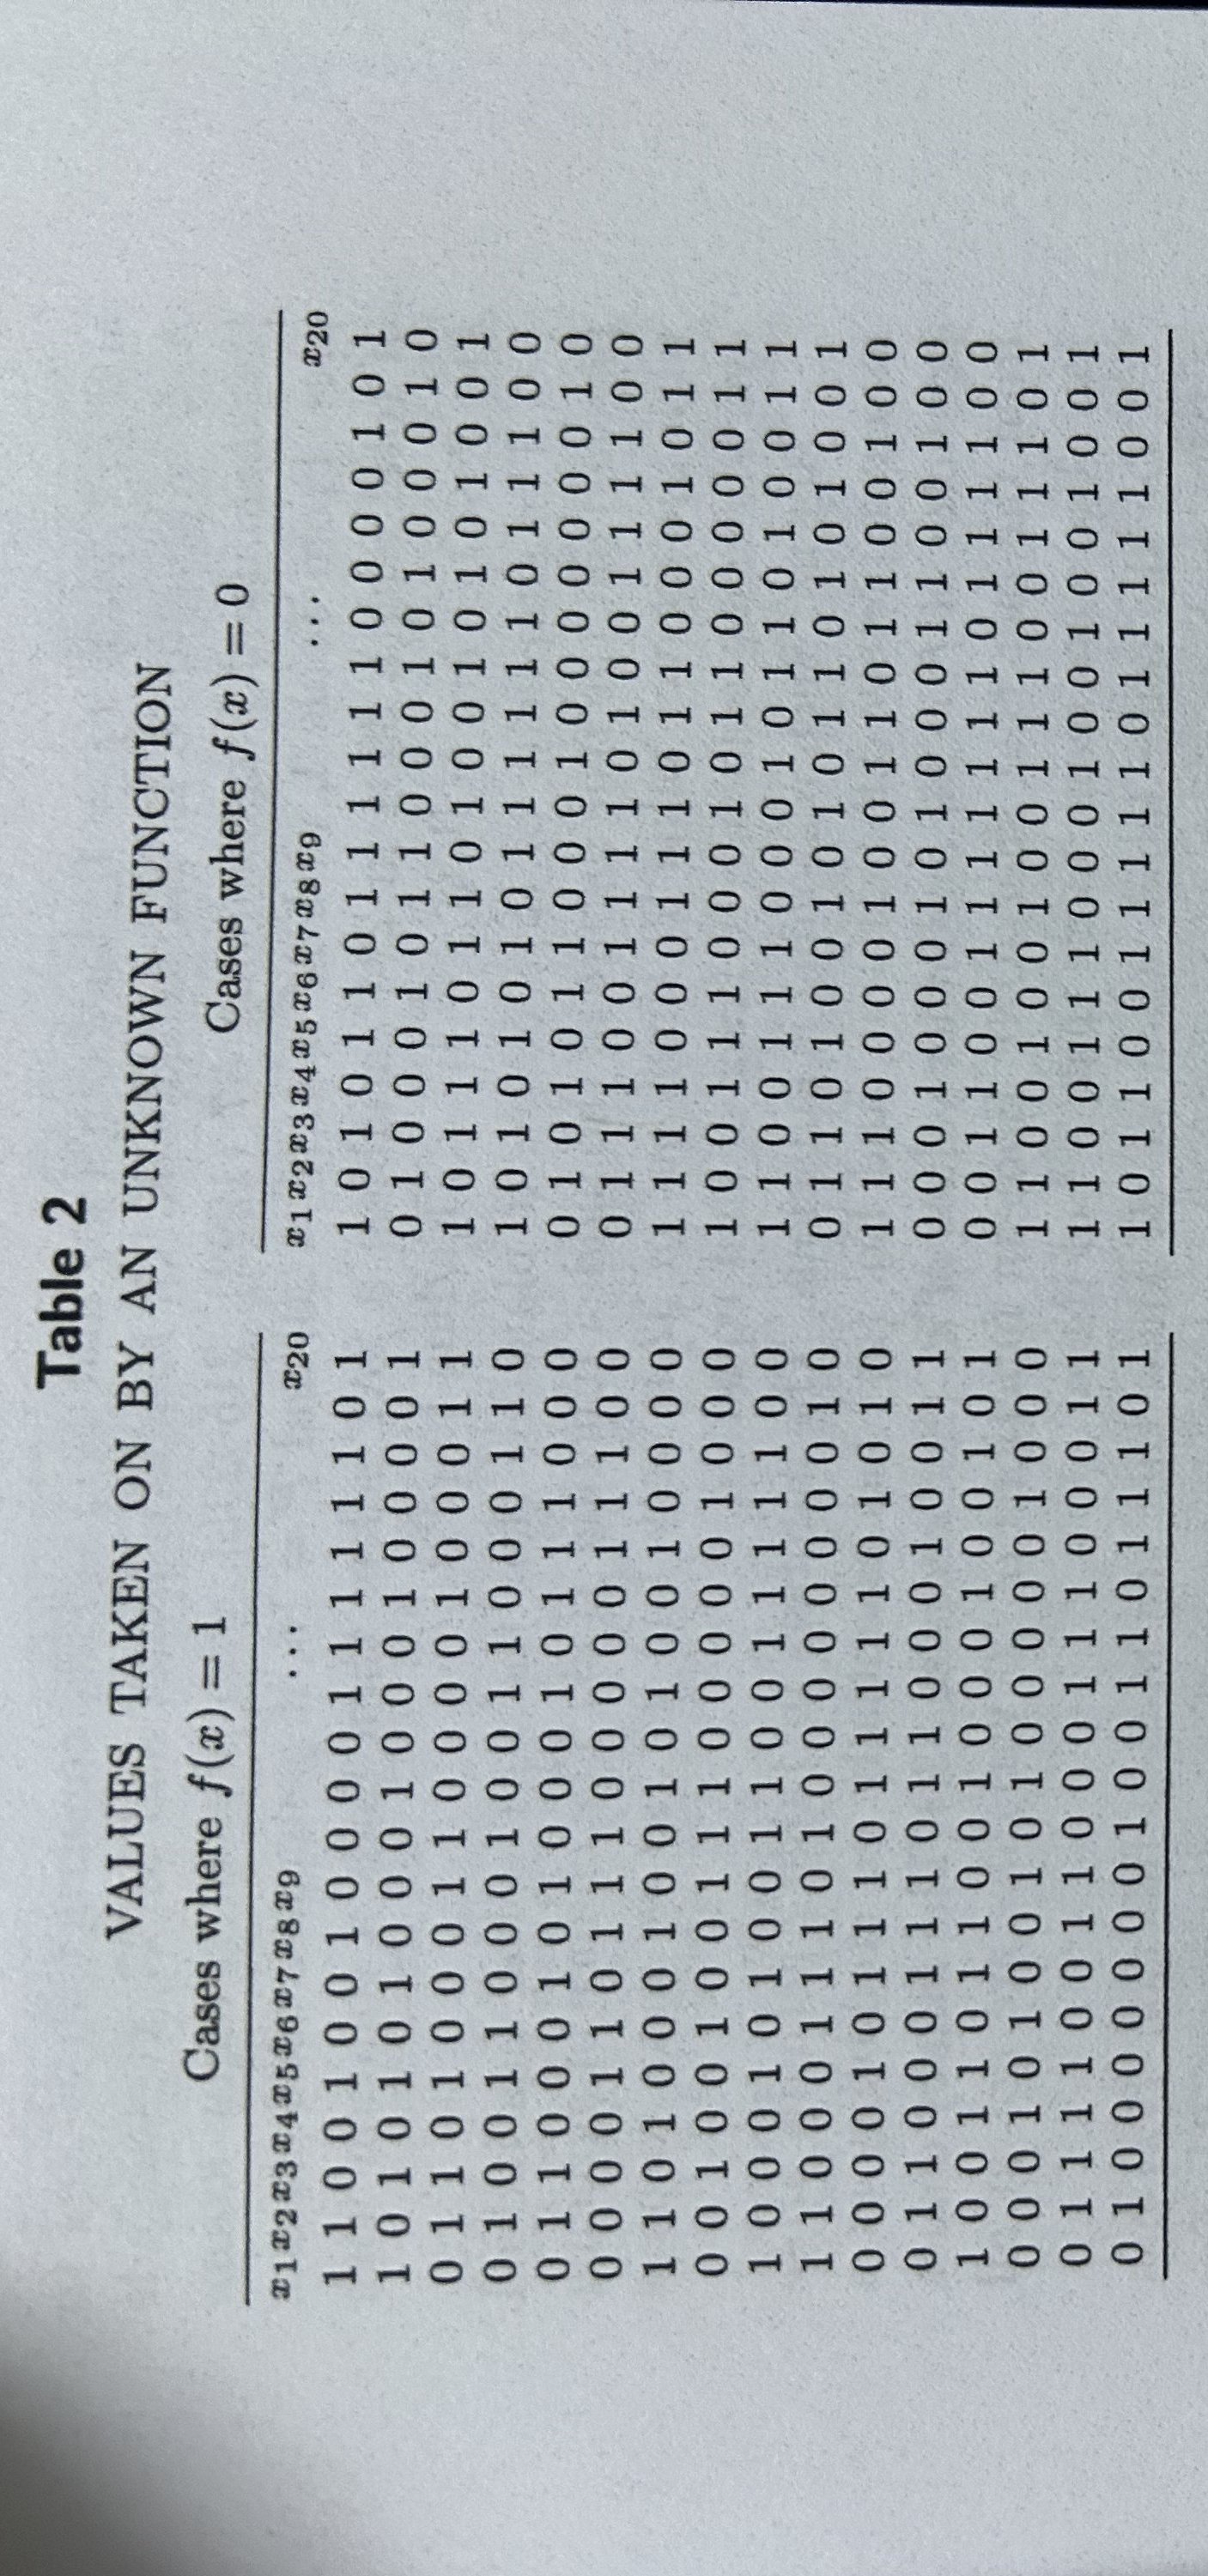 Table 2
VALUES TAKEN ON BY AN UNKNOWN FUNCTION
Cases where f(x) = 1
x1 x2 x3 x4 x5 x6 x7 x8 x9 ... x20
1 1 0 0 1 0 0 1 0 0 0 0 1 1 1 1 1 1 0 1
1 0 1 0 1 0 1 0 0 0 1 0 0 0 1 0 0 0 0 1
0 1 1 0 1 0 0 0 1 1 0 0 0 0 1 0 0 0 1 1
0 1 0 0 1 1 0 0 0 1 0 0 1 1 0 0 0 1 1 0
0 1 1 0 0 0 1 0 1 0 0 0 1 0 1 1 1 0 0 0
0 0 0 0 1 1 0 1 1 1 0 0 0 0 0 1 1 1 0 0
1 1 0 1 0 0 0 1 0 0 1 0 1 0 0 1 0 0 0 0
0 0 1 0 0 1 0 0 1 1 1 0 0 0 0 0 1 0 0 0
1 0 0 0 1 0 1 0 0 1 1 0 0 1 1 1 1 1 0 0
1 1 0 0 0 1 1 1 0 1 0 0 0 0 0 0 0 0 1 0
0 0 0 0 1 0 1 1 1 0 1 1 1 1 1 0 1 0 1 0
0 1 1 0 0 0 1 1 1 0 1 1 0 0 0 1 0 0 1 1
1 0 0 1 1 0 1 1 0 0 1 0 0 0 1 0 0 1 0 1
0 0 0 1 0 1 0 0 1 0 1 0 0 0 0 0 1 0 0 0
0 1 1 1 1 0 0 1 1 0 0 0 1 1 1 0 0 0 1 1
0 1 0 0 0 0 0 0 0 1 0 0 1 1 0 1 1 1 0 1
Cases where f(x) = 0
x1 x2 x3 x4 x5 x6 x7 x8 x9 ... x20
1 0 1 0 1 1 0 1 1 1 1 1 1 0 0 0 0 1 0 1
0 1 0 0 0 1 0 1 1 0 0 0 1 0 1 0 0 0 1 0
1 0 1 1 1 0 1 1 0 1 0 0 1 0 1 0 1 0 0 1
1 0 1 0 1 0 1 0 1 1 1 1 1 1 0 1 1 1 0 0
0 1 0 1 0 1 1 0 0 0 1 0 0 0 0 0 0 0 1 0
0 1 1 1 0 0 1 1 1 1 0 1 0 0 1 1 1 1 0 0
1 1 1 1 0 0 0 1 1 1 0 1 1 0 0 0 1 0 1 1
1 0 0 1 1 1 0 0 0 1 0 1 1 0 0 0 0 0 1 1
1 1 0 0 1 1 1 0 0 0 1 0 1 1 0 1 0 0 1 1
0 1 1 0 1 0 0 1 0 1 0 1 1 0 1 0 1 0 0 1
1 1 1 0 0 0 0 1 0 0 1 1 0 1 1 0 0 1 0 0
0 0 0 1 0 0 0 1 0 1 0 0 0 1 1 0 0 1 0 0
0 0 1 1 0 0 1 1 1 1 1 1 1 0 1 1 1 1 0 0
1 1 0 0 1 0 0 1 0 0 1 1 1 0 0 1 1 1 0 1
1 1 0 0 1 1 1 0 0 0 1 0 0 1 0 0 1 0 0 1
1 0 1 1 0 0 1 1 1 1 1 0 1 1 1 1 1 0 0 1